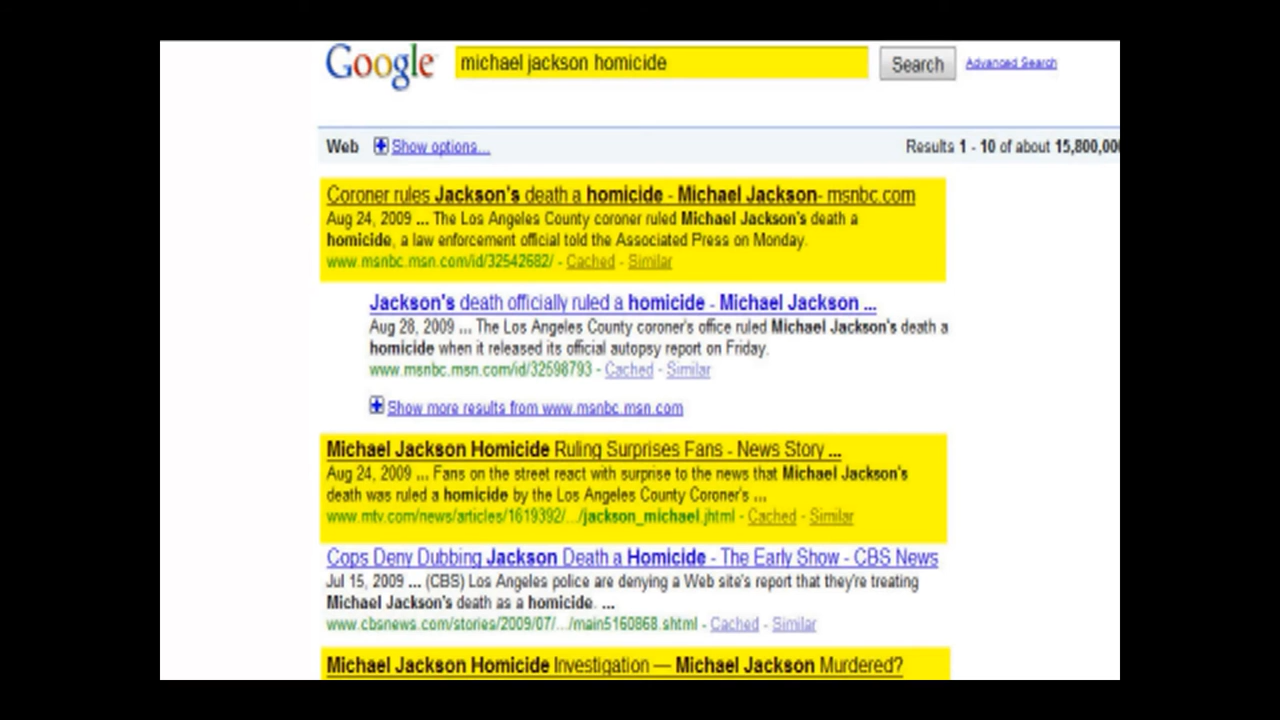 Google michael jackson homicide Search Advanced Search
Web Show options... Results 1 - 10 of about 15,800,00
Coroner rules Jackson's death a homicide - Michael Jackson- msnbc.com
Aug 24, 2009 ... The Los Angeles County coroner ruled Michael Jackson's death a
homicide, a law enforcement official told the Associated Press on Monday.
www.msnbc.msn.com/id/32542682/ - Cached - Similar
Jackson's death officially ruled a homicide - Michael Jackson ...
Aug 28, 2009 ... The Los Angeles County coroner's office ruled Michael Jackson's death a
homicide when it released its official autopsy report on Friday.
www.msnbc.msn.com/id/32598793 - Cached - Similar
Show more results from www.msnbc.msn.com
Michael Jackson Homicide Ruling Surprises Fans - News Story ...
Aug 24, 2009 ... Fans on the street react with surprise to the news that Michael Jackson's
death was ruled a homicide by the Los Angeles County Coroner's ...
www.mtv.com/news/articles/1619392/.../jackson_michael.jhtml - Cached - Similar
Cops Deny Dubbing Jackson Death a Homicide - The Early Show - CBS News
Jul 15, 2009 ... (CBS) Los Angeles police are denying a Web site's report that they're treating
Michael Jackson's death as a homicide. ...
www.cbsnews.com/stories/2009/07/.../main5160868.shtml - Cached - Similar
Michael Jackson Homicide Investigation — Michael Jackson Murdered?